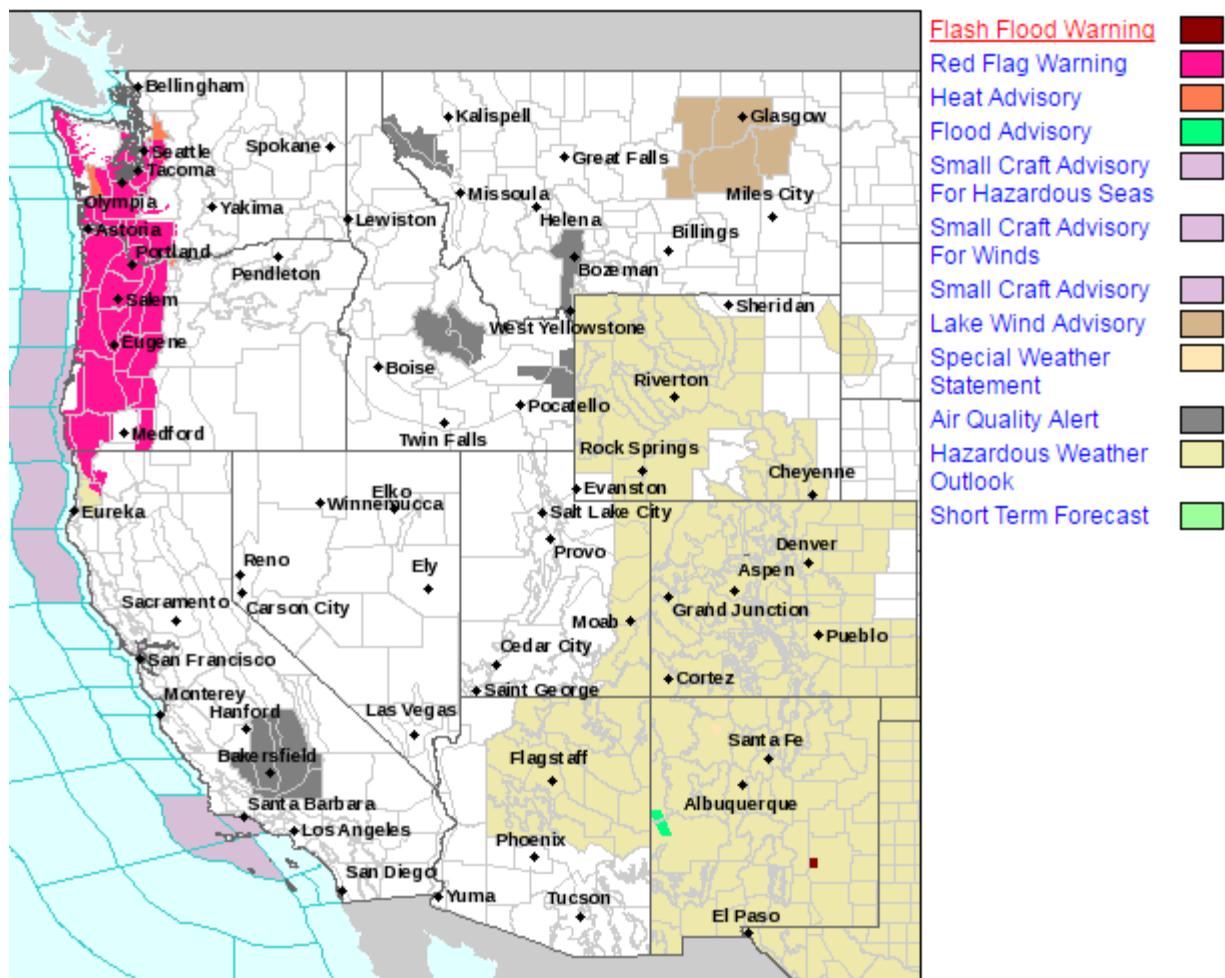 Bellingham
Kalispell
Glasgow
Seattle
Spokane
Great Falls
Tacoma
Missoula
Miles City
Olympia
Yakima
Lewiston
Helena
Astoria
Billings
Portland
Pendleton
Bozeman
Salem
Sheridan
West Yellowstone
Eugene
Boise
Riverton
Pocatello
Medford
Twin Falls
Rock Springs
Cheyenne
Evanston
Elko
Winnemucca
Eureka
Salt Lake City
Provo
Denver
Reno
Ely
Aspen
Sacramento
Carson City
Grand Junction
Moab
Pueblo
Cedar City
San Francisco
Cortez
Saint George
Monterey
Hanford
Las Vegas
Santa Fe
Bakersfield
Flagstaff
Albuquerque
Santa Barbara
Los Angeles
Phoenix
San Diego
Yuma
Tucson
El Paso
Flash Flood Warning
Red Flag Warning
Heat Advisory
Flood Advisory
Small Craft Advisory
For Hazardous Seas
Small Craft Advisory
For Winds
Small Craft Advisory
Lake Wind Advisory
Special Weather
Statement
Air Quality Alert
Hazardous Weather
Outlook
Short Term Forecast